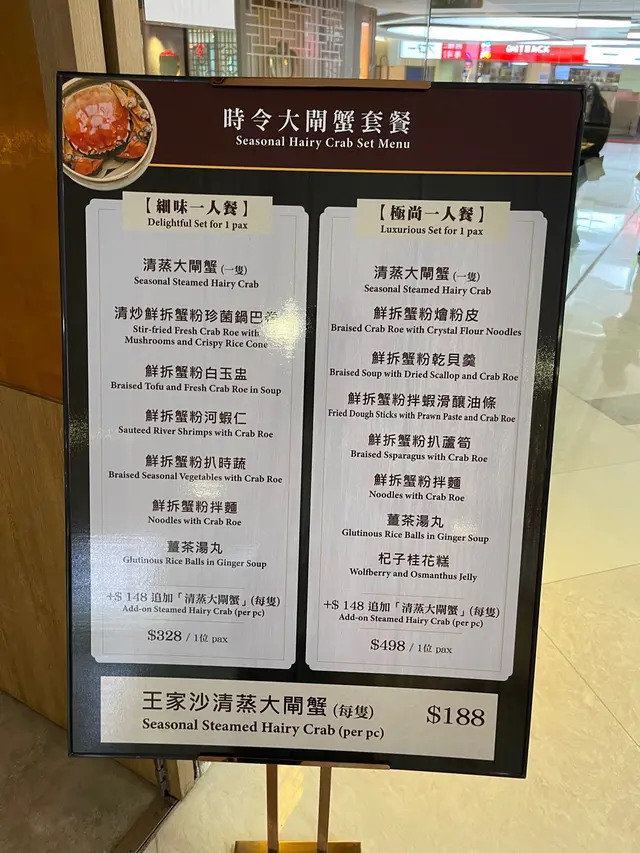 OUTBACK
時令大閘蟹套餐
Seasonal Hairy Crab Set Menu
【細味一人餐】
Delightful Set for 1 pax
清蒸大閘蟹 (一隻)
Seasonal Steamed Hairy Crab
清炒鮮拆蟹粉珍菌鍋巴
Stir-fried Fresh Crab Roe with
Mushrooms and Crispy Rice Cone
鮮拆蟹粉白玉盅
Braised Tofu and Fresh Crab Roe in Soup
鮮拆蟹粉河蝦仁
Sauteed River Shrimps with Crab Roe
鮮拆蟹粉扒時蔬
Braised Seasonal Vegetables with Crab Roe
鮮拆蟹粉拌麵
Noodles with Crab Roe
薑茶湯丸
Glutinous Rice Balls in Ginger Soup
+$ 148 追加「清蒸大閘蟹」(每隻)
Add-on Steamed Hairy Crab (per pc)
$328 / 1位 pax
【極尚一人餐】
Luxurious Set for 1 pax
清蒸大閘蟹 (一隻)
Seasonal Steamed Hairy Crab
鮮拆蟹粉燴粉皮
Braised Crab Roe with Crystal Flour Noodles
鮮拆蟹粉乾貝羹
Braised Soup with Dried Scallop and Crab Roe
鮮拆蟹粉拌蝦滑釀油條
Fried Dough Sticks with Prawn Paste and Crab Roe
鮮拆蟹粉扒蘆筍
Braised Ssparagus with Crab Roe
鮮拆蟹粉拌麵
Noodles with Crab Roe
薑茶湯丸
Glutinous Rice Balls in Ginger Soup
杞子桂花糕
Wolfberry and Osmanthus Jelly
+$ 148 追加「清蒸大閘蟹」(每隻)
Add-on Steamed Hairy Crab (per pc)
$498 / 1位 pax
王家沙清蒸大閘蟹 (每隻)
Seasonal Steamed Hairy Crab (per pc)
$188